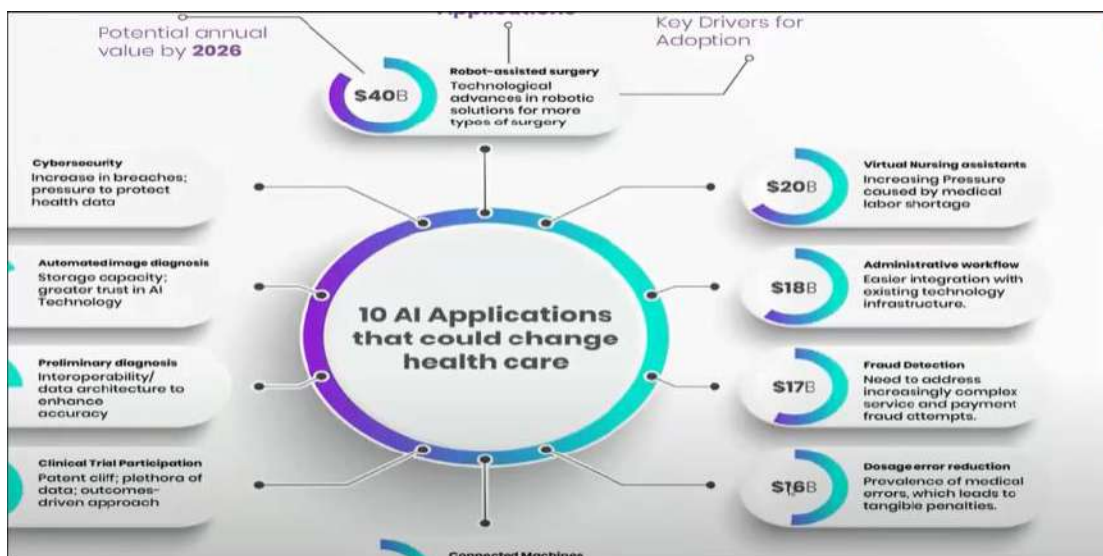 Applications
Potential annual
value by 2026
Key Drivers for
Adoption
$40B
Robot-assisted surgery
Technological
advances in robotic
solutions for more
types of surgery
Cybersecurity
Increase in breaches;
pressure to protect
health data
Automated image diagnosis
Storage capacity;
greater trust in AI
Technology
Preliminary diagnosis
Interoperability/
data architecture to
enhance
accuracy
Clinical Trial Participation
Patent cliff; plethora of
data; outcomes-
driven approach
10 AI Applications
that could change
health care
$20B
Virtual Nursing assistants
Increasing Pressure
caused by medical
labor shortage
$18B
Administrative workflow
Easier integration with
existing technology
infrastructure.
$17B
Fraud Detection
Need to address
increasingly complex
service and payment
fraud attempts.
$16B
Dosage error reduction
Prevalence of medical
errors, which leads to
tangible penalties.
Connected Machines